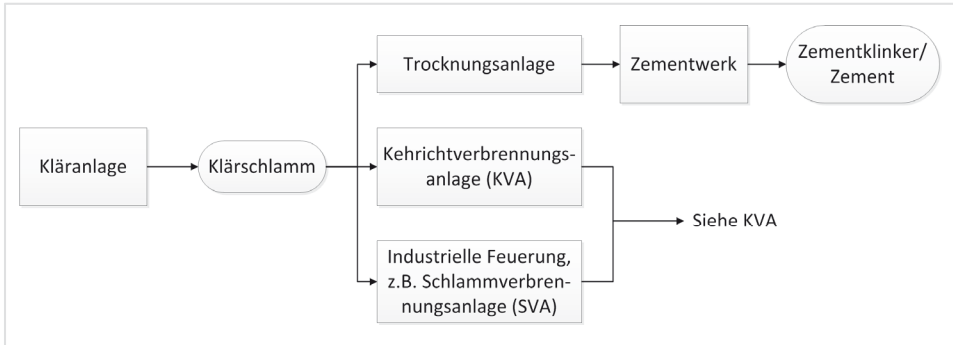 Kläranlage
Klärschlamm
Trocknungsanlage
Zementwerk
Zementklinker/
Zement
Kehrichtverbrennungs-
anlage (KVA)
Industrielle Feuerung,
z.B. Schlammverbren-
nungsanlage (SVA)
Siehe KVA